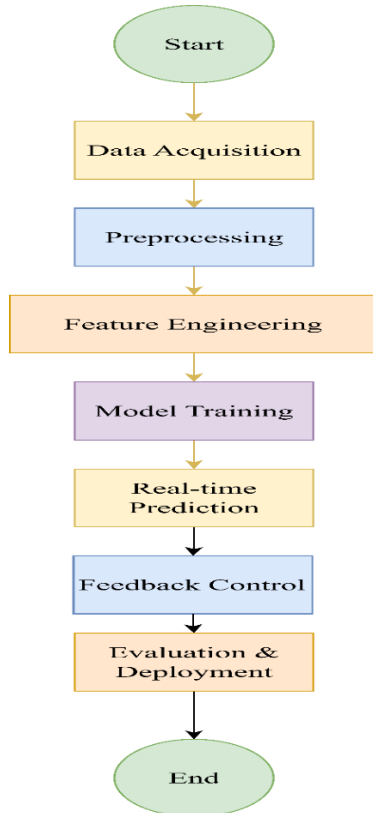 Start
Data Acquisition
Preprocessing
Feature Engineering
Model Training
Real-time
Prediction
Feedback Control
Evaluation &
Deployment
End